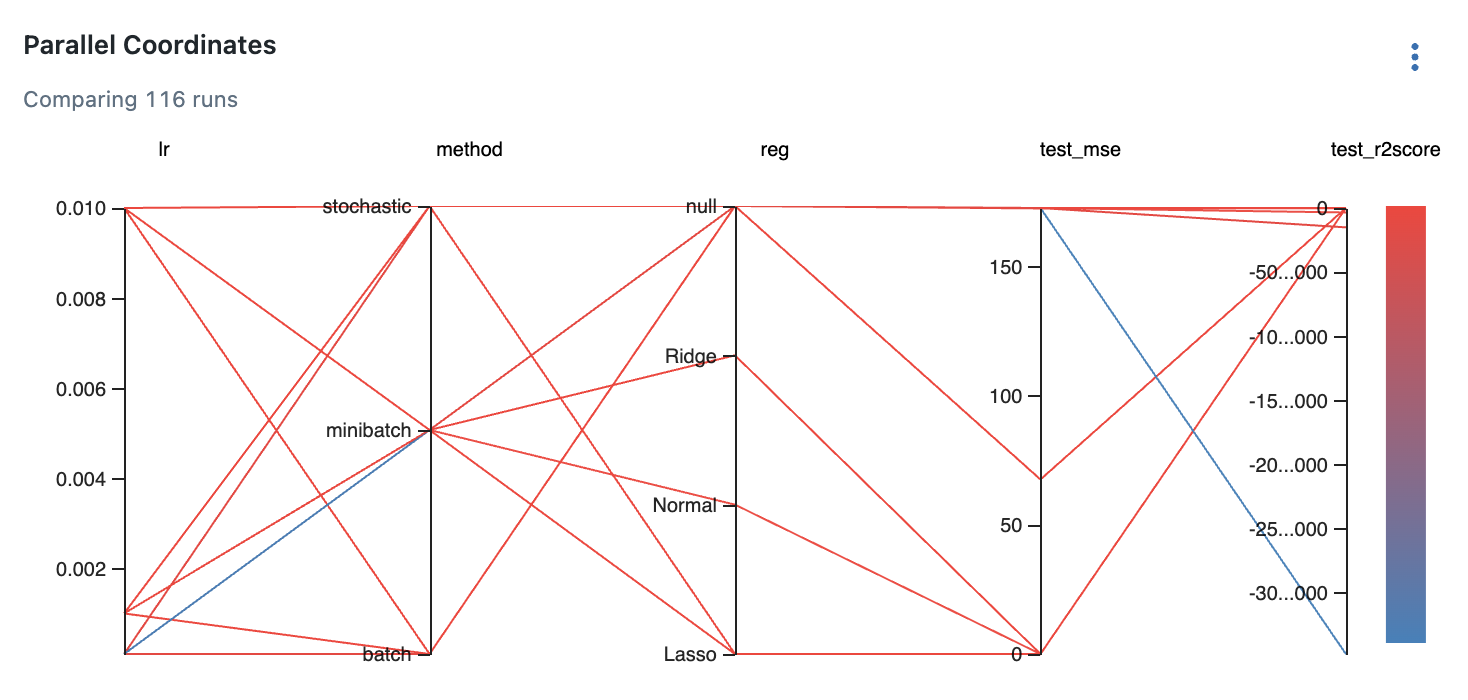 Parallel Coordinates
Comparing 116 runs
lr method reg test_mse test_r2score
0.010
0.008
0.006
0.004
0.002
stochastic
minibatch
batch
null
Ridge
Normal
Lasso
150
100
50
0
0
-50...000
-10...000
-15...000
-20...000
-25...000
-30...000